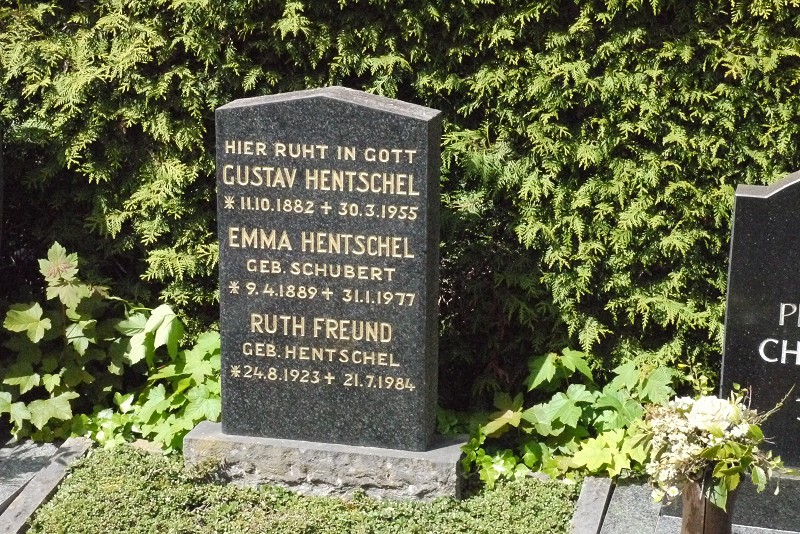 HIER RUHT IN GOTT
GUSTAV HENTSCHEL
* 11.10.1882 + 30.3.1955
EMMA HENTSCHEL
GEB. SCHUBERT
* 9.4.1889 + 31.1.1977
RUTH FREUND
GEB. HENTSCHEL
* 24.8.1923 + 21.7.1984